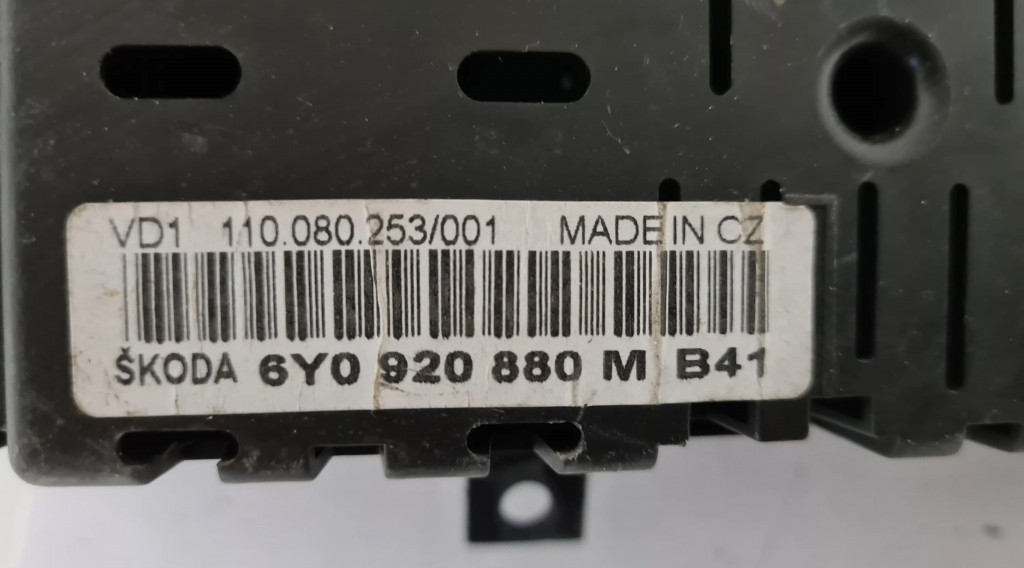 VD1 110.080.253/001 MADE IN CZ
ŠKODA 6Y0 920 880 M B41